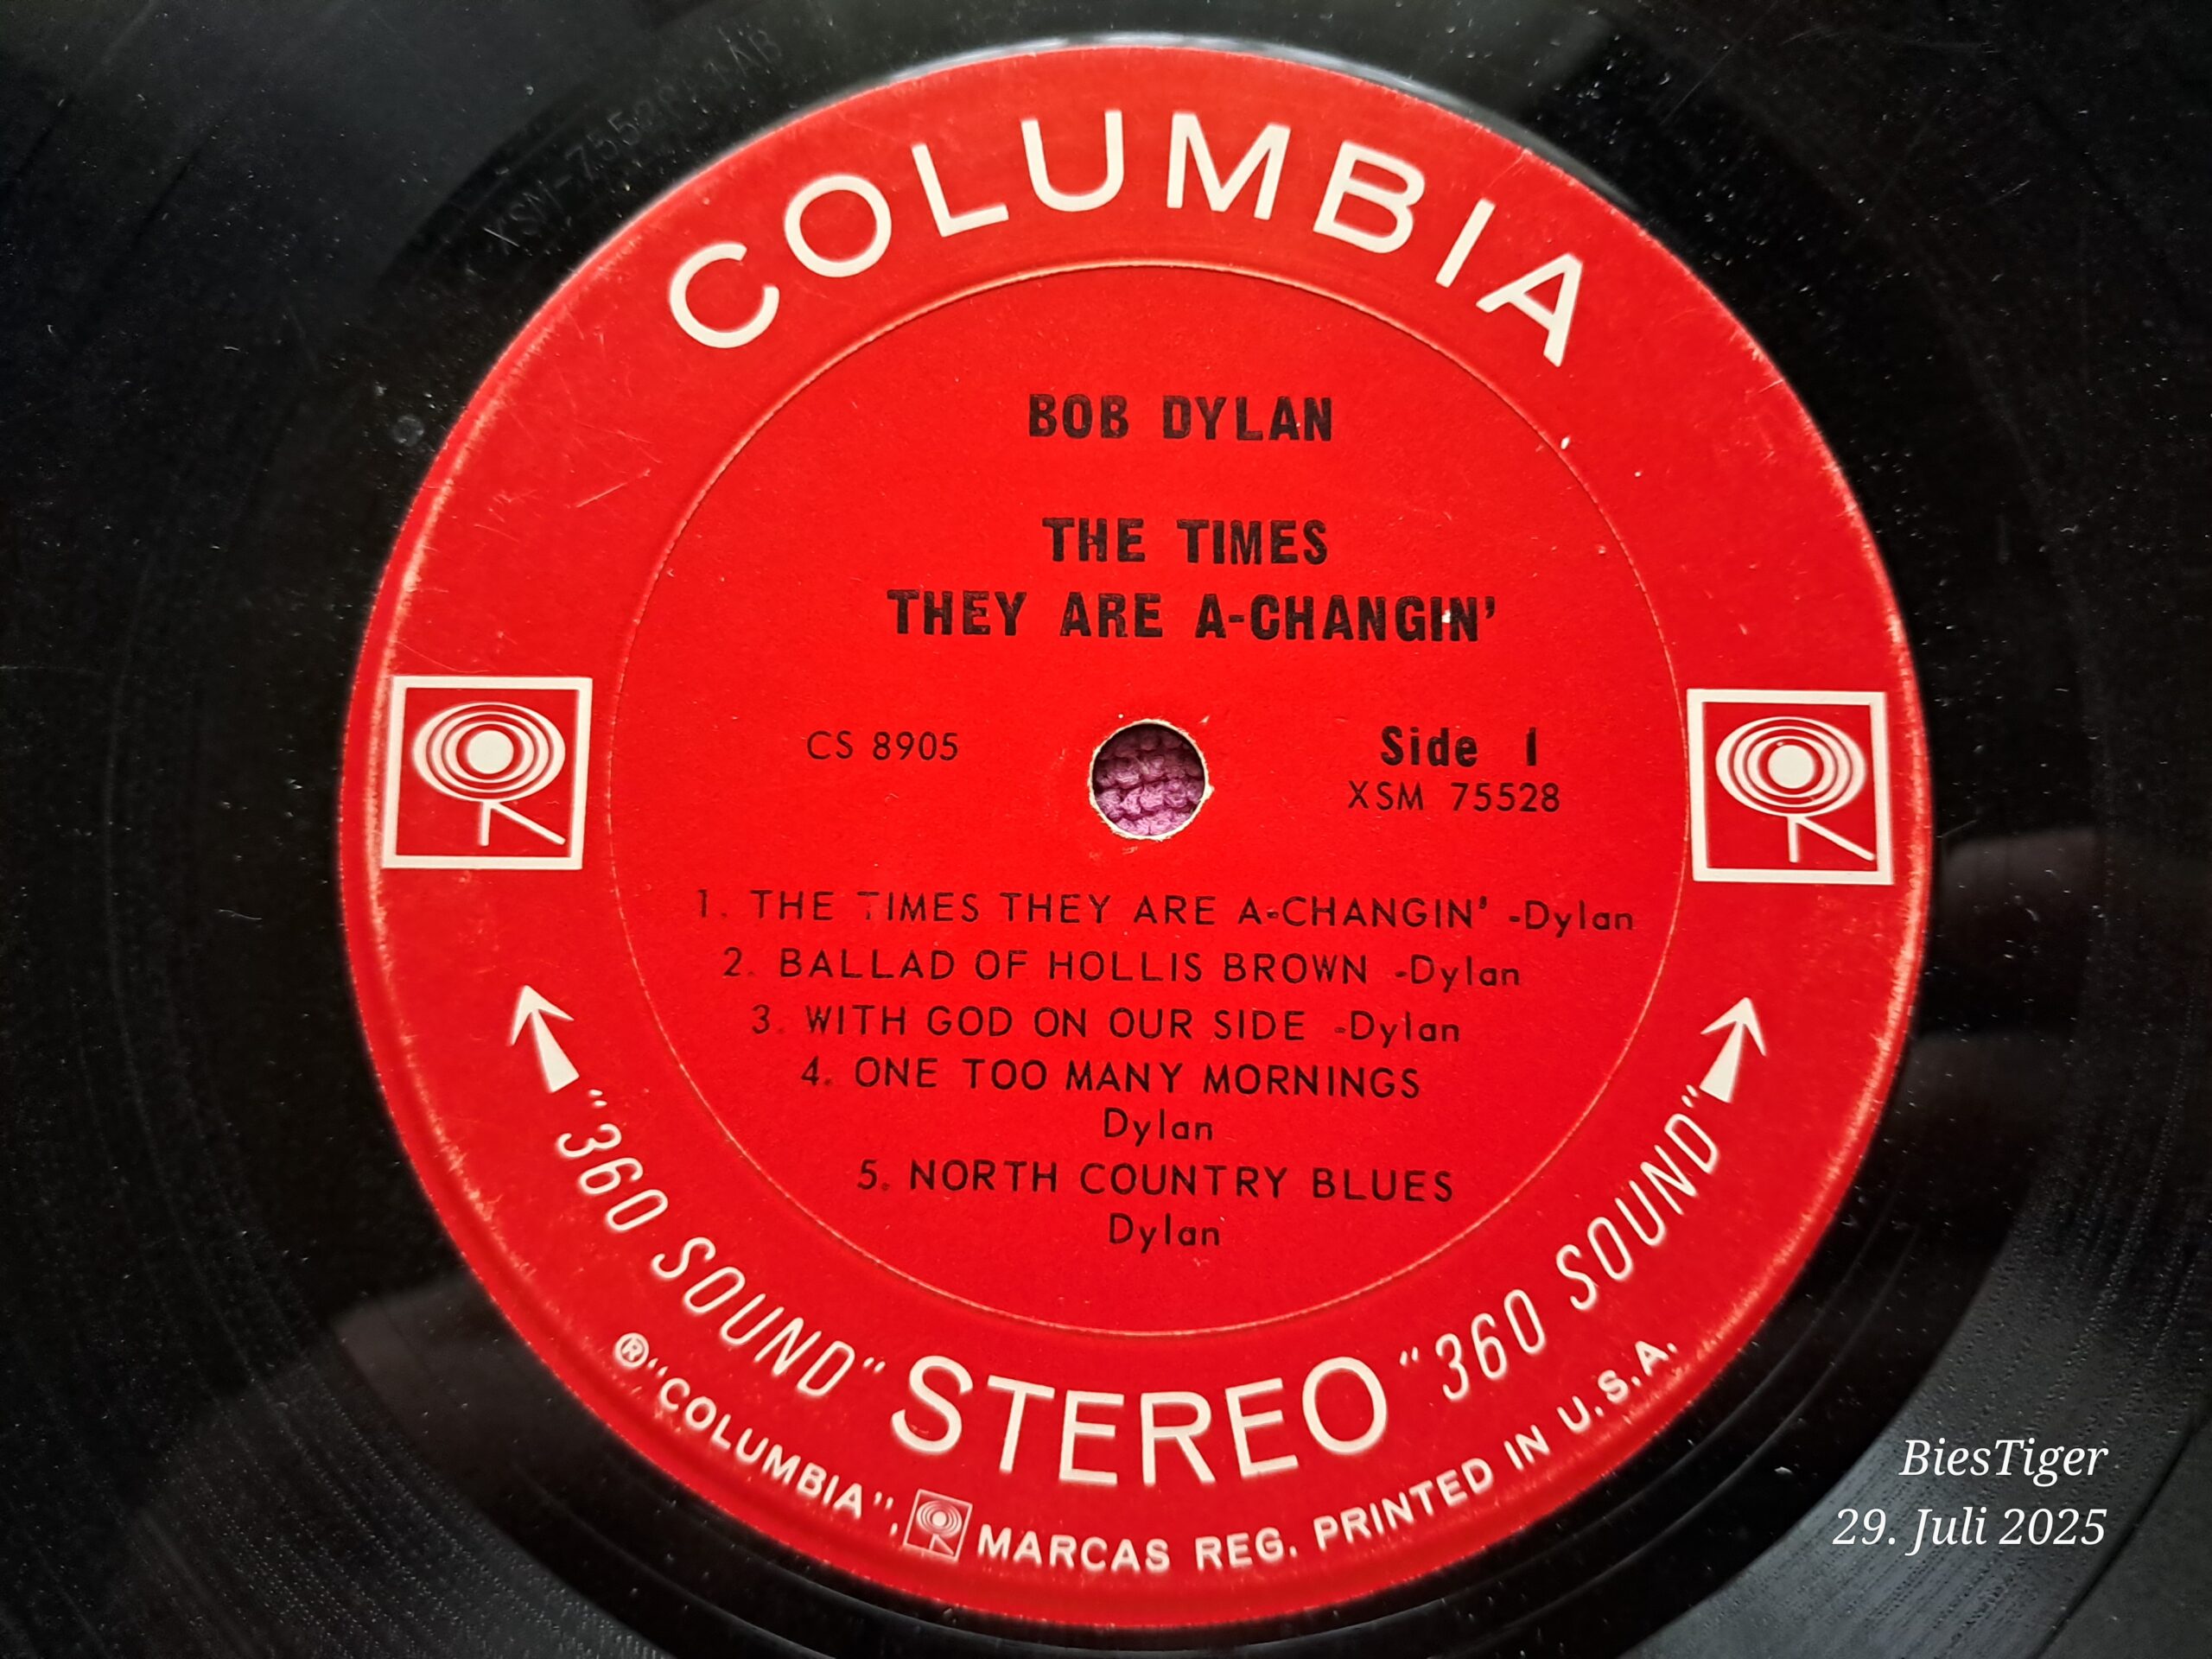 COLUMBIA
BOB DYLAN
THE TIMES
THEY ARE A-CHANGIN'
CS 8905
Side 1
XSM 75528
1. THE TIMES THEY ARE A-CHANGIN' -Dylan
2. BALLAD OF HOLLIS BROWN -Dylan
3. WITH GOD ON OUR SIDE -Dylan
4. ONE TOO MANY MORNINGS
Dylan
5. NORTH COUNTRY BLUES
Dylan
"360 SOUND" STEREO "360 SOUND"
® "COLUMBIA", MARCAS REG. PRINTED IN U.S.A.
BiesTiger
29. Juli 2025